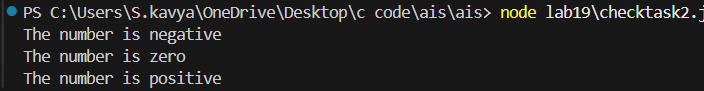 PS C:\Users\S.kavya\OneDrive\Desktop\c code\ais\ais> node lab19\checktask2.j
The number is negative
The number is zero
The number is positive